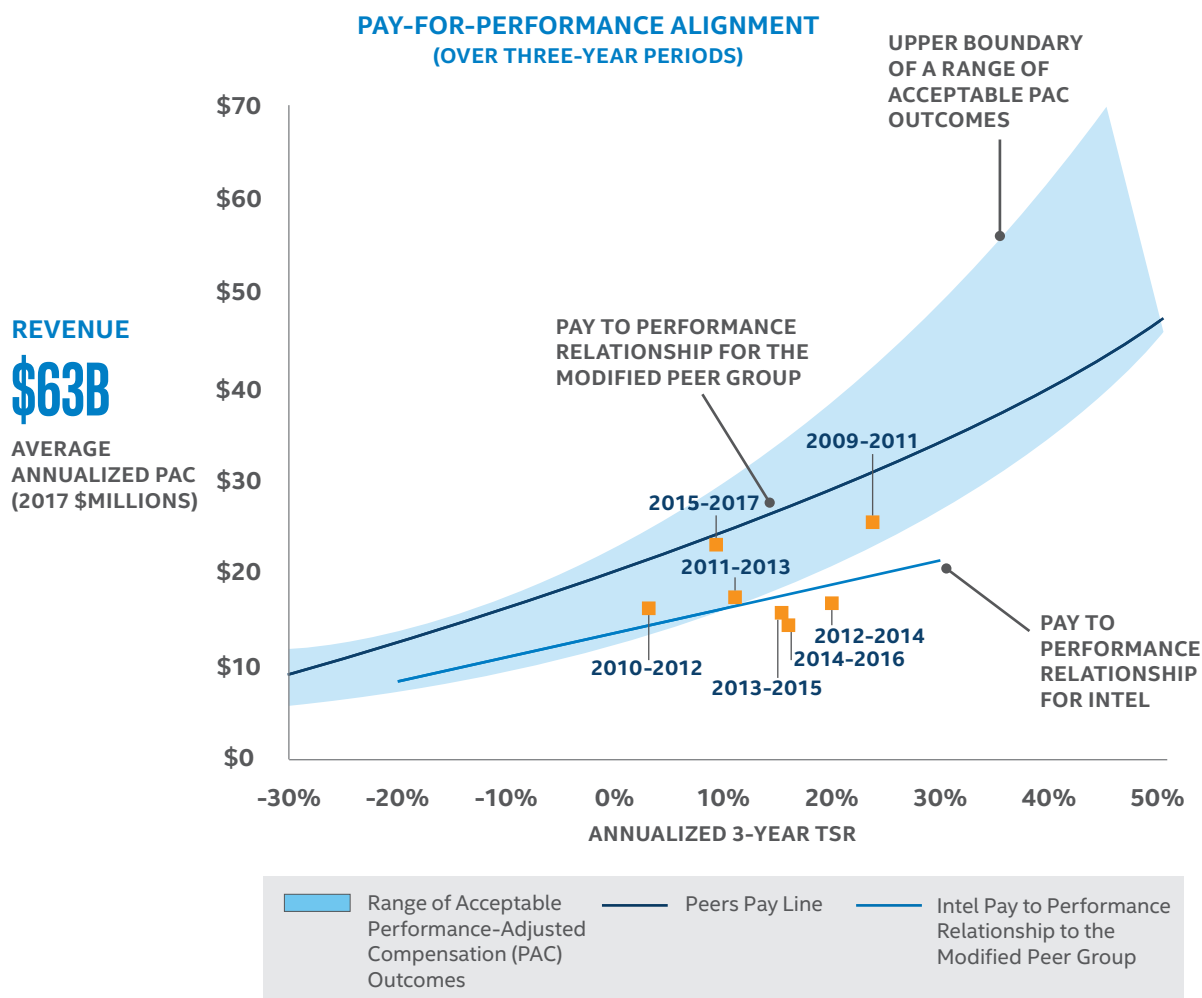 PAY-FOR-PERFORMANCE ALIGNMENT
(OVER THREE-YEAR PERIODS)
UPPER BOUNDARY
OF A RANGE OF
ACCEPTABLE PAC
OUTCOMES
REVENUE
$63B
AVERAGE
ANNUALIZED PAC
(2017 $MILLIONS)
$70
$60
$50
$40
$30
$20
$10
$0
PAY TO PERFORMANCE
RELATIONSHIP FOR THE
MODIFIED PEER GROUP
2009-2011
2015-2017
2011-2013
2010-2012
2012-2014
2014-2016
2013-2015
PAY TO
PERFORMANCE
RELATIONSHIP
FOR INTEL
-30% -20% -10% 0% 10% 20% 30% 40% 50%
ANNUALIZED 3-YEAR TSR
Range of Acceptable
Performance-Adjusted
Compensation (PAC)
Outcomes
Peers Pay Line
Intel Pay to Performance
Relationship to the
Modified Peer Group